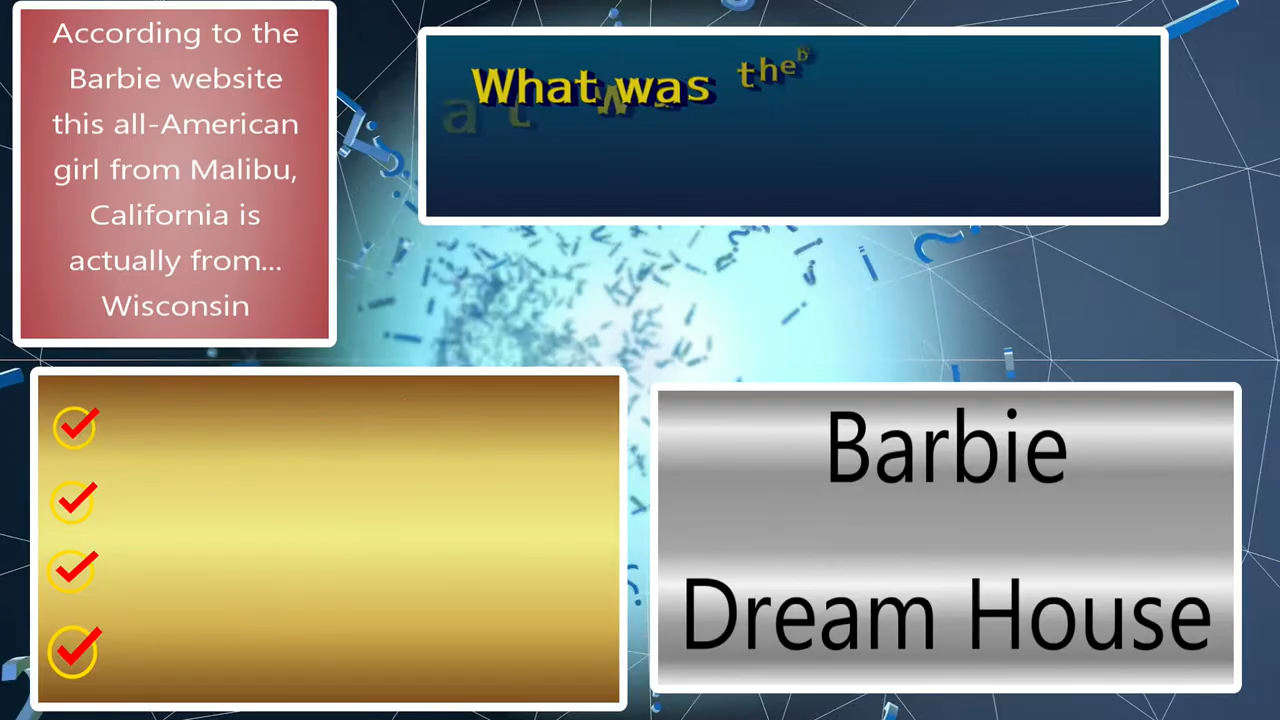 According to the
Barbie website
this all-American
girl from Malibu,
California is
actually from...
Wisconsin
What was the
Barbie
Dream House